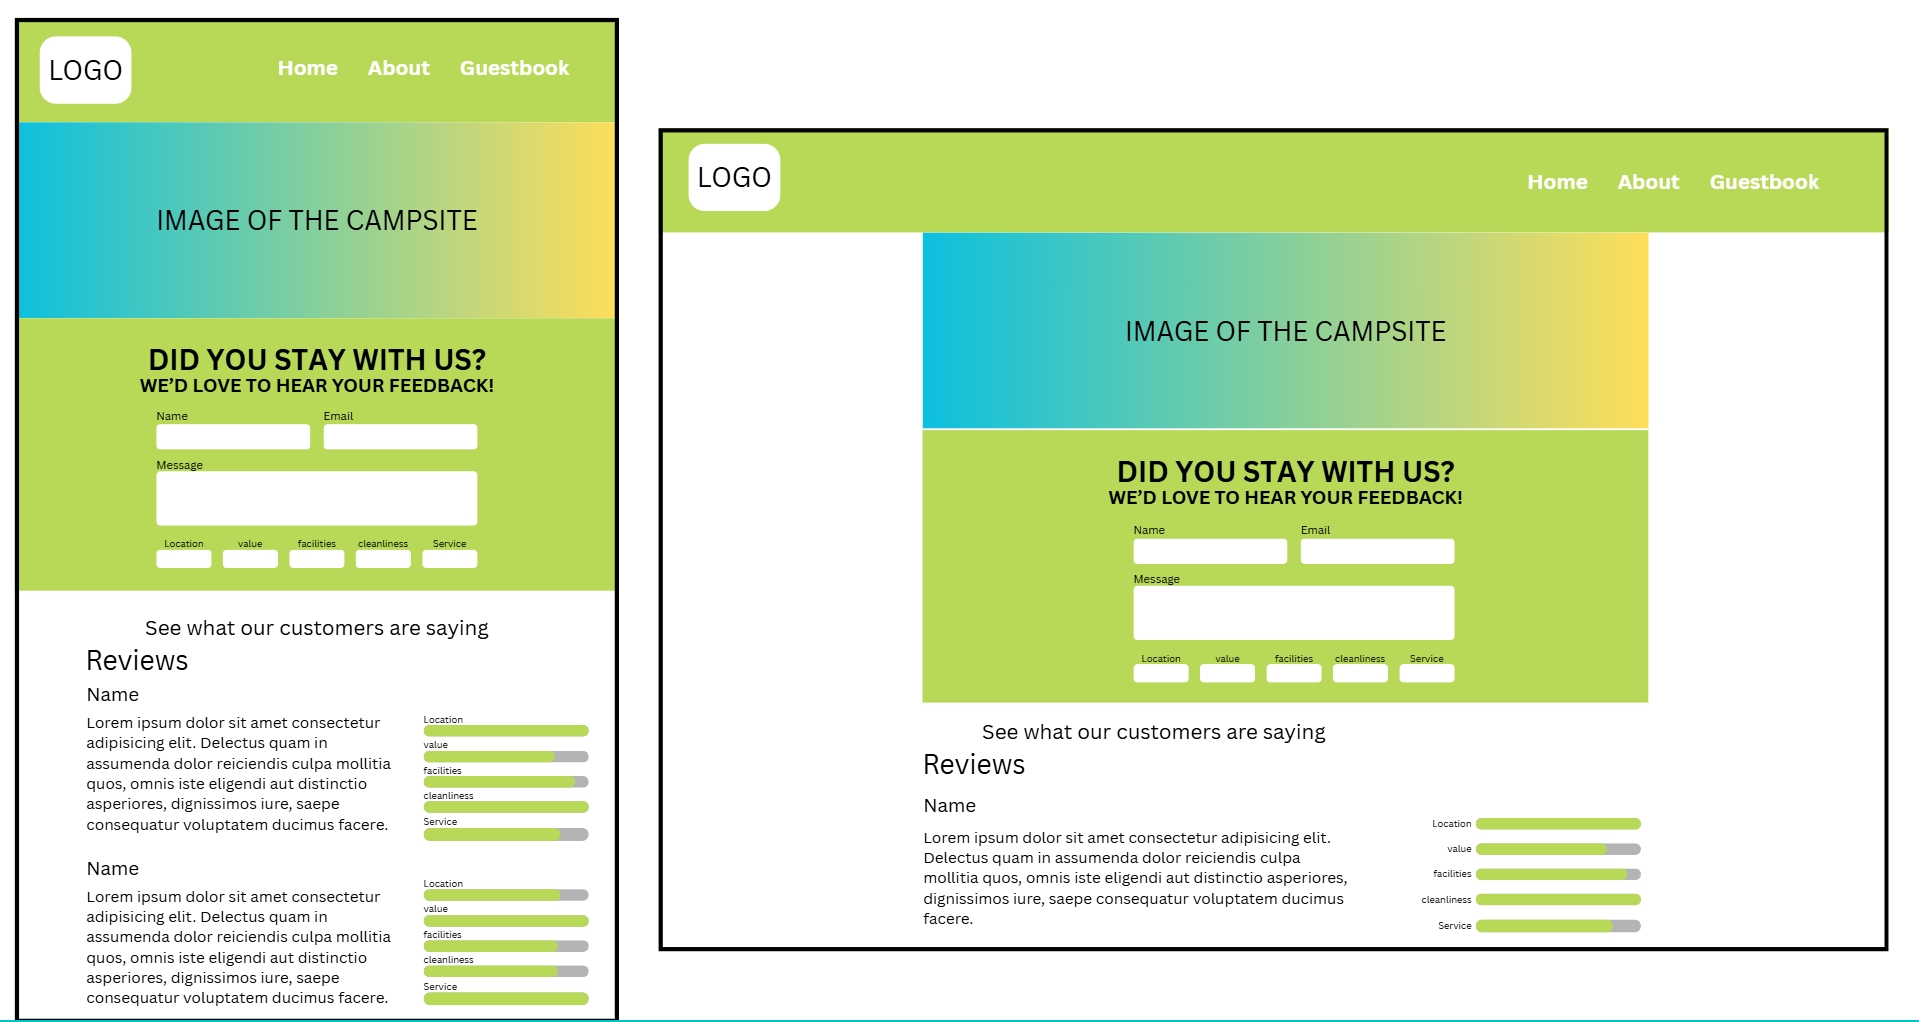 LOGO
Home About Guestbook
IMAGE OF THE CAMPSITE
DID YOU STAY WITH US?
WE’D LOVE TO HEAR YOUR FEEDBACK!
Name Email
Message
Location value facilities cleanliness Service
See what our customers are saying
Reviews
Name
Lorem ipsum dolor sit amet consectetur
adipisicing elit. Delectus quam in
assumenda dolor reiciendis culpa mollitia
quos, omnis iste eligendi aut distinctio
asperiores, dignissimos iure, saepe
consequatur voluptatem ducimus facere.
Location
value
facilities
cleanliness
Service
Name
Lorem ipsum dolor sit amet consectetur
adipisicing elit. Delectus quam in
assumenda dolor reiciendis culpa mollitia
quos, omnis iste eligendi aut distinctio
asperiores, dignissimos iure, saepe
consequatur voluptatem ducimus facere.
Location
value
facilities
cleanliness
Service
LOGO
Home About Guestbook
IMAGE OF THE CAMPSITE
DID YOU STAY WITH US?
WE’D LOVE TO HEAR YOUR FEEDBACK!
Name Email
Message
Location value facilities cleanliness Service
See what our customers are saying
Reviews
Name
Lorem ipsum dolor sit amet consectetur adipisicing elit.
Delectus quam in assumenda dolor reiciendis culpa
mollitia quos, omnis iste eligendi aut distinctio asperiores,
dignissimos iure, saepe consequatur voluptatem ducimus
facere.
Location
value
facilities
cleanliness
Service